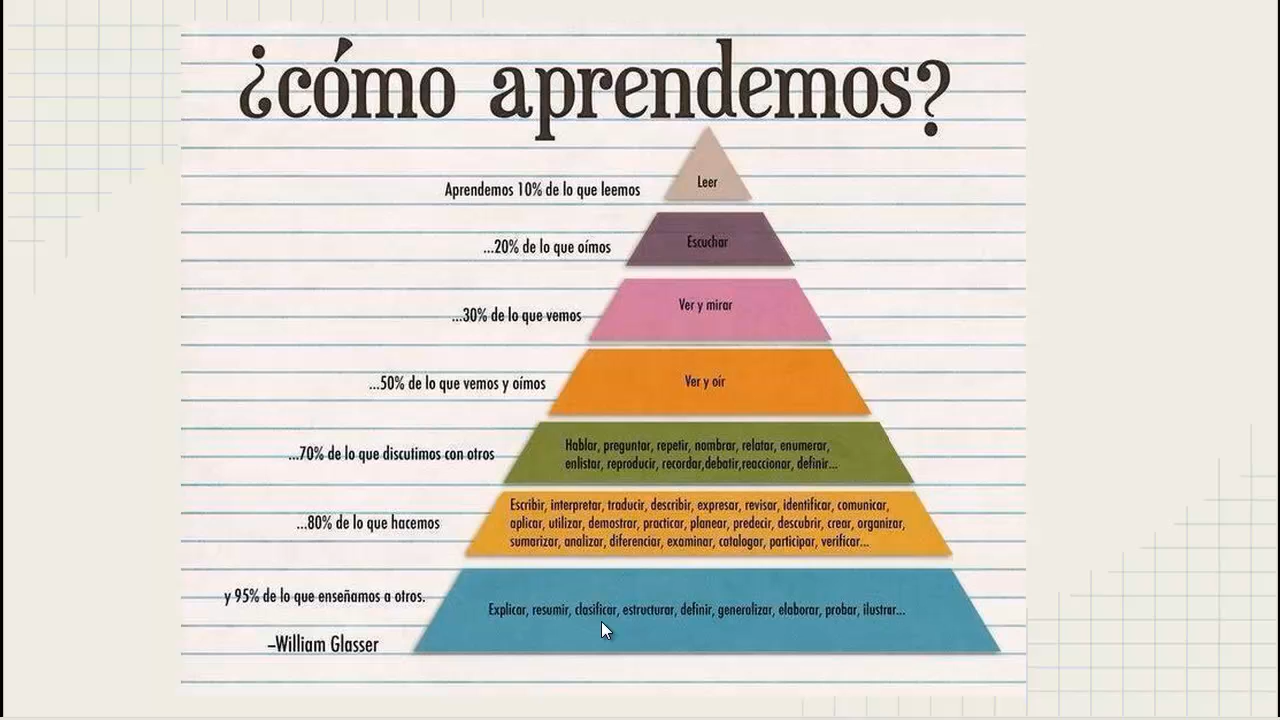 ¿cómo aprendemos?
Aprendemos 10% de lo que leemos
Leer
...20% de lo que oímos
Escuchar
...30% de lo que vemos
Ver y mirar
...50% de lo que vemos y oímos
Ver y oír
...70% de lo que discutimos con otros
Hablar, preguntar, repetir, nombrar, relatar, enumerar,
enlistar, reproducir, recordar,debatir,reaccionar, definir...
...80% de lo que hacemos
Escribir, interpretar, traducir, describir, expresar, revisar, identificar, comunicar,
aplicar, utilizar, demostrar, practicar, planear, predecir, descubrir, crear, organizar,
sumarizar, analizar, diferenciar, examinar, catalogar, participar, verificar...
y 95% de lo que enseñamos a otros.
Explicar, resumir, clasificar, estructurar, definir, generalizar, elaborar, probar, ilustrar...
–William Glasser